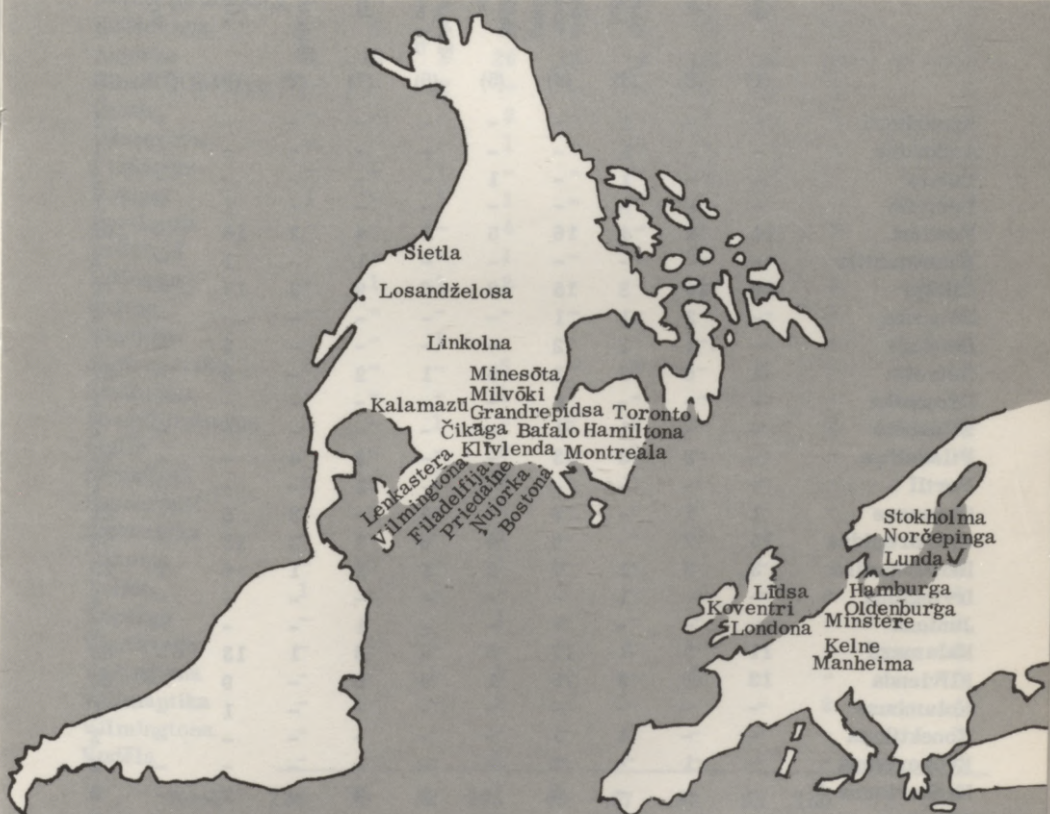 Sietla
Losandželosa
Linkolna
Minesōta
Milvōki
Kalamazū
Grandrepidsa Toronto
Čikāga Bafalo Hamiltona
Klīvlenda Montreāla
Lenkastera
Vilmingtona
Filadelfija
Priedaine
Nujorka
Bostona
Stokholma
Norčepinga
Lunda
Līdsa
Hamburga
Koventri
Oldenburga
Londona
Minstere
Kelne
Manheima